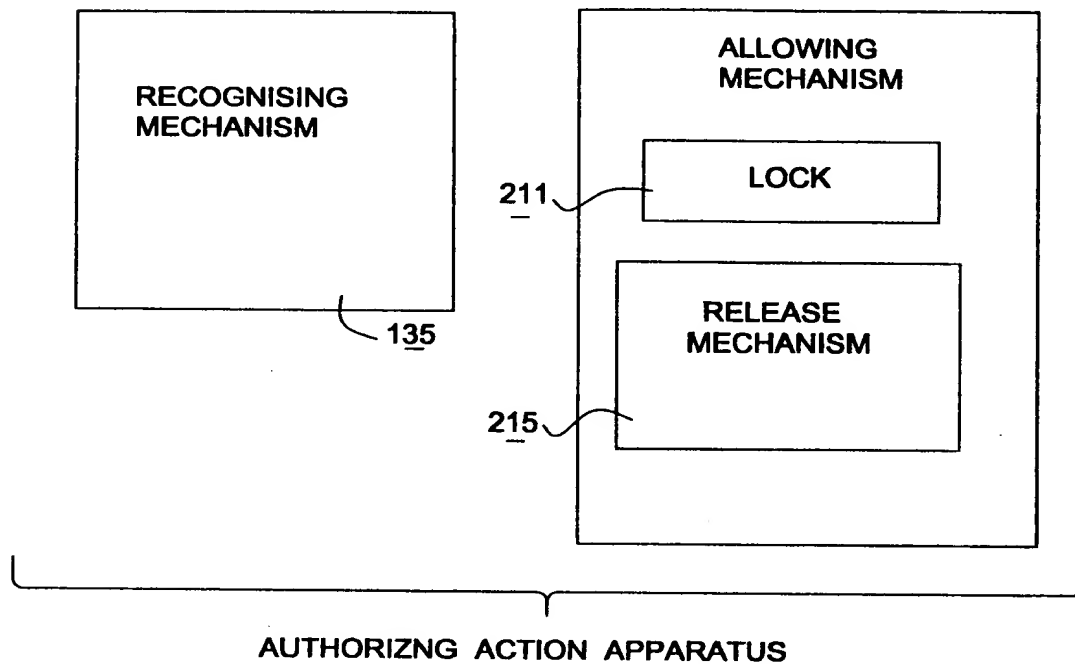 RECOGNISING
MECHANISM
135
ALLOWING
MECHANISM
LOCK
211
RELEASE
MECHANISM
215
AUTHORIZNG ACTION APPARATUS